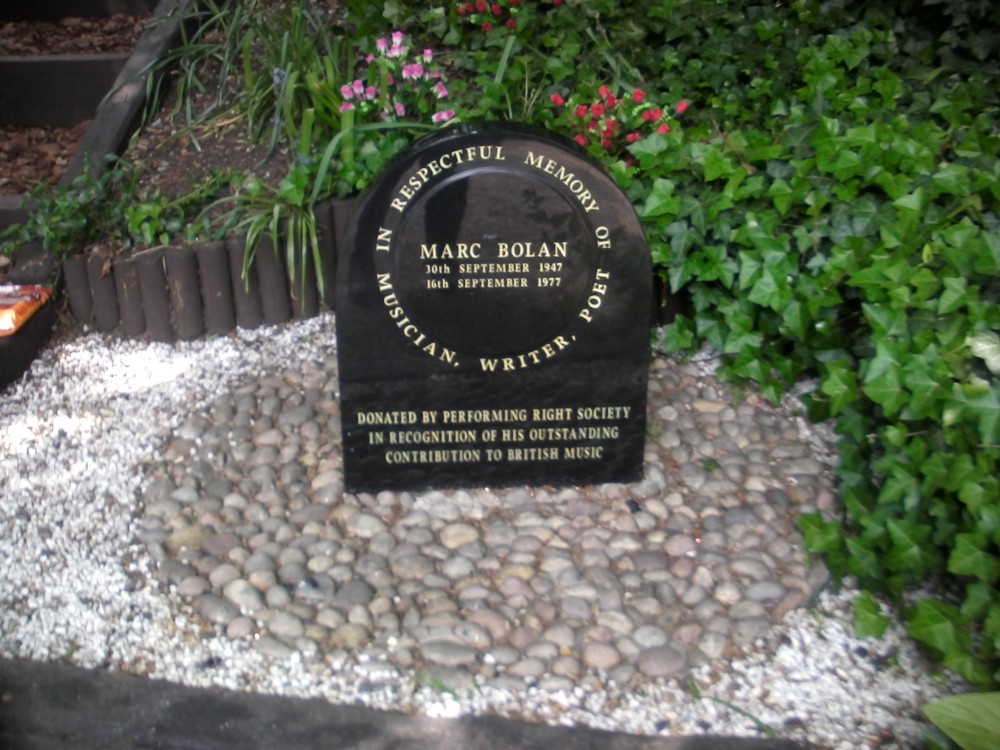 IN RESPECTFUL MEMORY OF
MARC BOLAN
30th SEPTEMBER 1947
16th SEPTEMBER 1977
MUSICIAN, WRITER, POET
DONATED BY PERFORMING RIGHT SOCIETY
IN RECOGNITION OF HIS OUTSTANDING
CONTRIBUTION TO BRITISH MUSIC